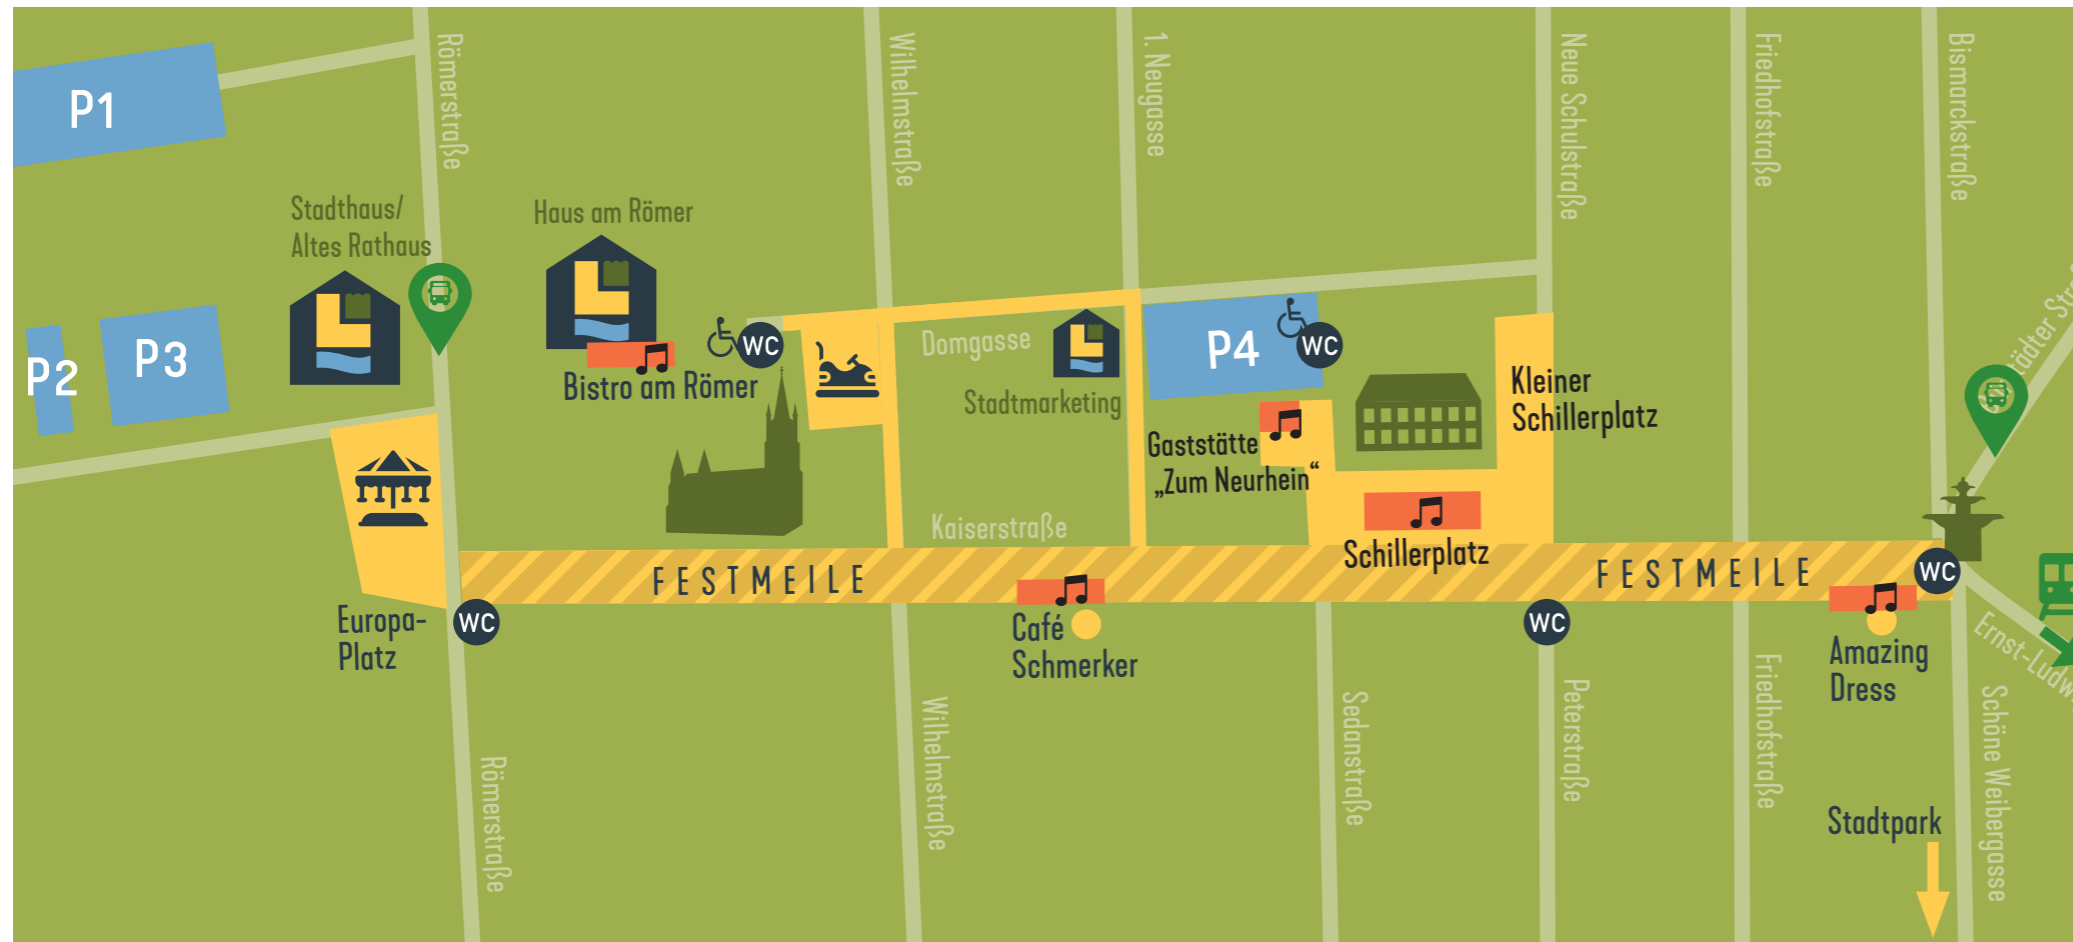 Römerstraße
Wilhelmstraße
1. Neugasse
Neue Schulstraße
Friedhofstraße
Bismarckstraße
P1
Stadthaus/
Altes Rathaus
Haus am Römer
P2
P3
WC
Bistro am Römer
Domgasse
Stadtmarketing
P4
WC
Kleiner
Schillerplatz
Gaststätte
„Zum Neurhein“
Kaiserstraße
Schillerplatz
FESTMEILE
FESTMEILE
WC
Europa-
Platz
WC
Café
Schmerker
WC
Amazing
Dress
Römerstraße
Wilhelmstraße
Sedanstraße
Peterstraße
Friedhofstraße
Schöne Weibergasse
Stadtpark